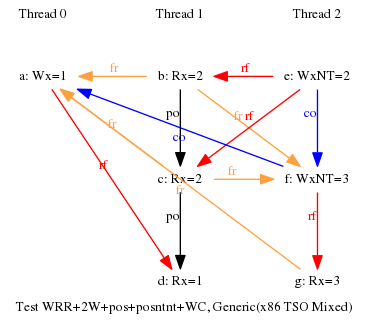 Thread 0 Thread 1 Thread 2
a: Wx=1 fr b: Rx=2 rf e: WxNT=2
po fr rf co
co
rf fr
c: Rx=2 fr f: WxNT=3
fr
po rf
d: Rx=1 g: Rx=3
Test WRR+2W+pos+posntnt+WC, Generic(x86 TSO Mixed)